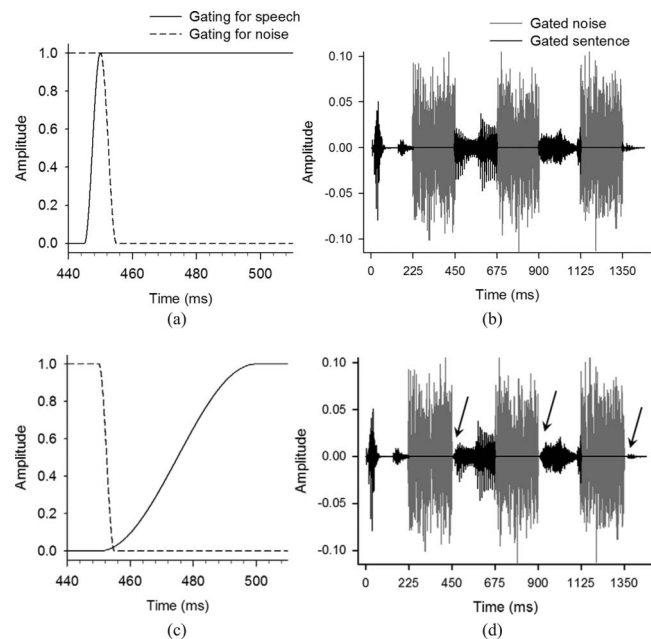 Gating for speech
Gating for noise
1.0
0.8
0.6
0.4
0.2
0.0
Amplitude
440 460 480 500
Time (ms)
(a)
Gated noise
Gated sentence
0.10
0.05
0.00
-0.05
-0.10
Amplitude
0 225 450 675 900 1125 1350
Time (ms)
(b)
1.0
0.8
0.6
0.4
0.2
0.0
Amplitude
440 460 480 500
Time (ms)
(c)
0.10
0.05
0.00
-0.05
-0.10
Amplitude
0 225 450 675 900 1125 1350
Time (ms)
(d)